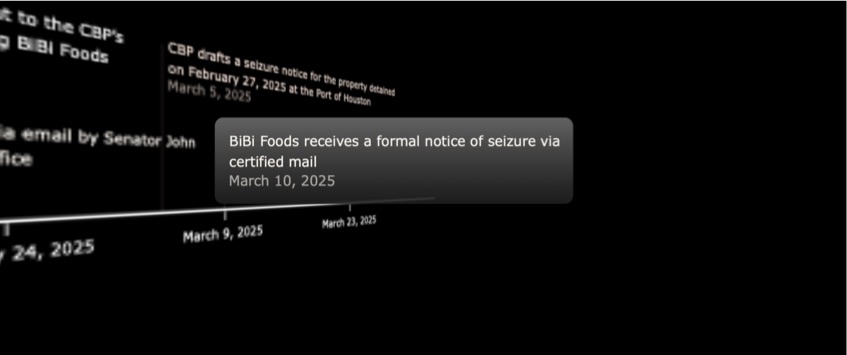 t to the CBP's
g BiBi Foods
CBP drafts a seizure notice for the property detained
on February 27, 2025 at the Port of Houston
March 5, 2025
ia email by Senator John
fice
BiBi Foods receives a formal notice of seizure via
certified mail
March 10, 2025
y 24, 2025
March 9, 2025
March 23, 2025